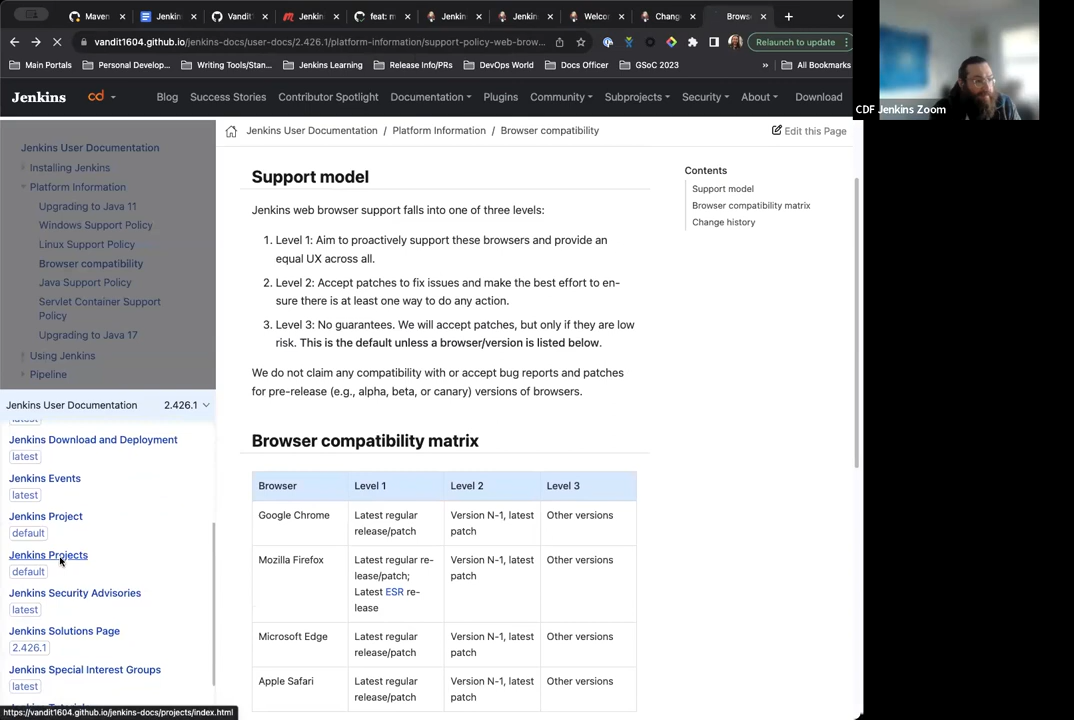 Maven
Jenkin
Vandit
Jenkin
feat: m
Jenkin
Jenkin
Welco
Chang
Brows
vandit1604.github.io/jenkins-docs/user-docs/2.426.1/platform-information/support-policy-web-brow...
Relaunch to update
Main Portals
Personal Develop...
Writing Tools/Stan...
Jenkins Learning
Release Info/PRs
DevOps World
Docs Officer
GSoC 2023
»
All Bookmarks
Jenkins
cd
Blog
Success Stories
Contributor Spotlight
Documentation
Plugins
Community
Subprojects
Security
About
Download
CDF Jenkins Zoom
Jenkins User Documentation / Platform Information / Browser compatibility
Edit this Page
Jenkins User Documentation
Installing Jenkins
Platform Information
Upgrading to Java 11
Windows Support Policy
Linux Support Policy
Browser compatibility
Java Support Policy
Servlet Container Support
Policy
Upgrading to Java 17
Using Jenkins
Pipeline
Jenkins User Documentation 2.426.1
latest
Jenkins Download and Deployment
latest
Jenkins Events
latest
Jenkins Project
default
Jenkins Projects
default
Jenkins Security Advisories
latest
Jenkins Solutions Page
2.426.1
Jenkins Special Interest Groups
latest
https://vandit1604.github.io/jenkins-docs/projects/index.html
Support model
Jenkins web browser support falls into one of three levels:
1. Level 1: Aim to proactively support these browsers and provide an
equal UX across all.
2. Level 2: Accept patches to fix issues and make the best effort to en-
sure there is at least one way to do any action.
3. Level 3: No guarantees. We will accept patches, but only if they are low
risk. This is the default unless a browser/version is listed below.
We do not claim any compatibility with or accept bug reports and patches
for pre-release (e.g., alpha, beta, or canary) versions of browsers.
Browser compatibility matrix
Browser Level 1 Level 2 Level 3
Google Chrome
Latest regular
release/patch
Version N-1, latest
patch
Other versions
Mozilla Firefox
Latest regular re-
lease/patch;
Latest ESR re-
lease
Version N-1, latest
patch
Other versions
Microsoft Edge
Latest regular
release/patch
Version N-1, latest
patch
Other versions
Apple Safari
Latest regular
release/patch
Version N-1, latest
patch
Other versions
Contents
Support model
Browser compatibility matrix
Change history